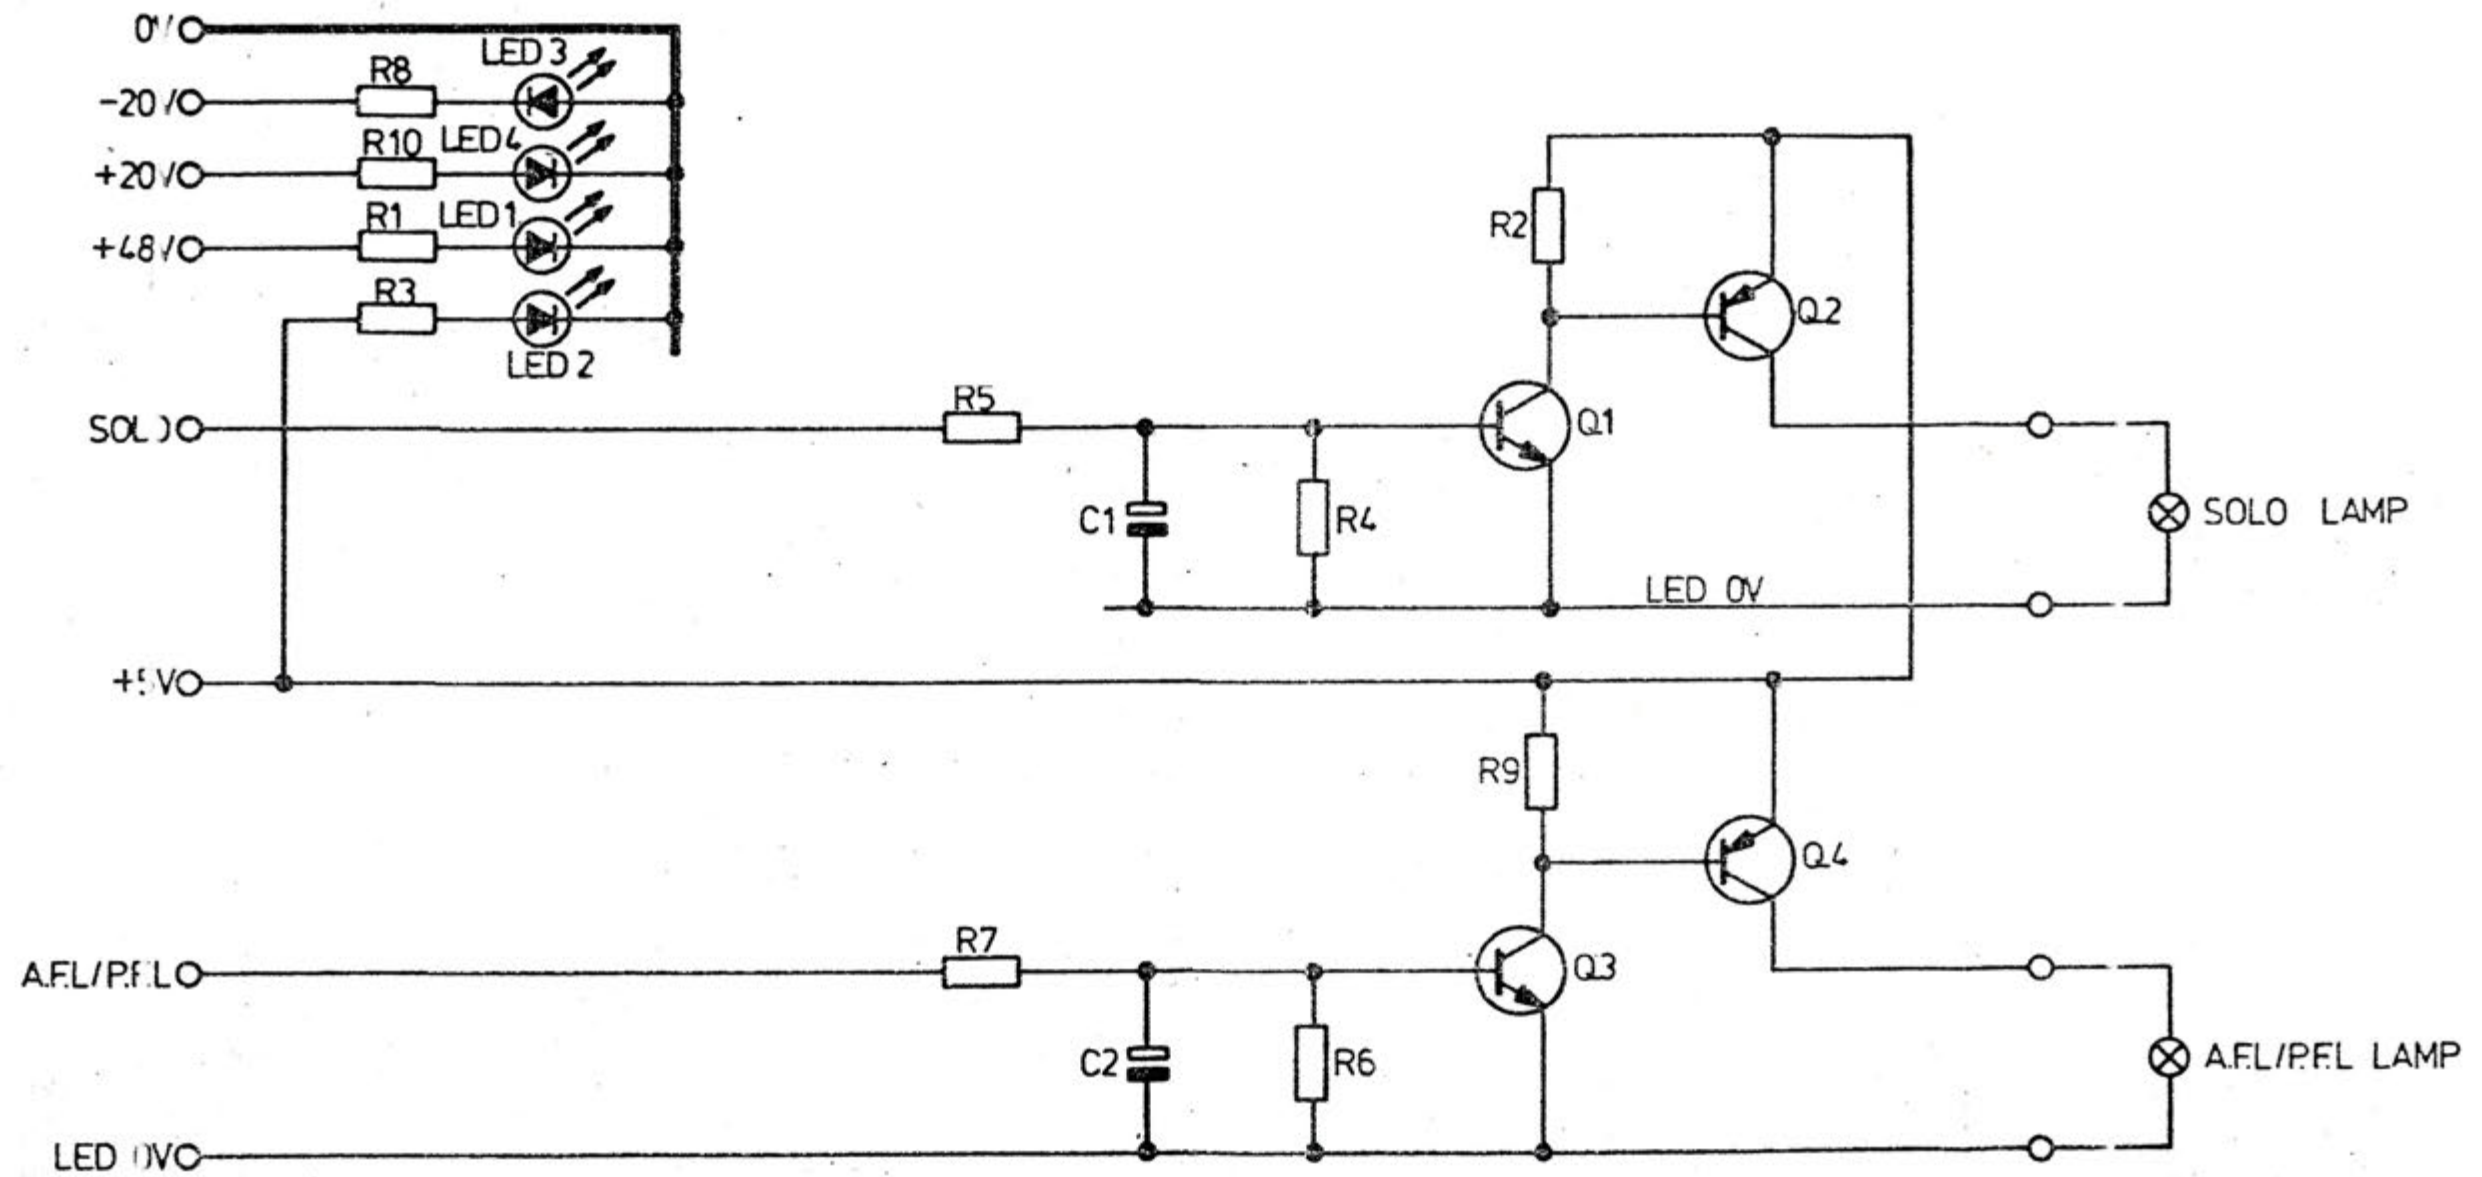 LED 3
R8
-20V
R10
LED4
+20V
R1
LED1
+48V
R3
LED 2
R2
Q2
R5
Q1
C1
R4
SOLO LAMP
LED 0V
R9
Q4
R7
Q3
A.F.L/P.F.L
C2
R6
A.F.L/P.F.L LAMP
LED